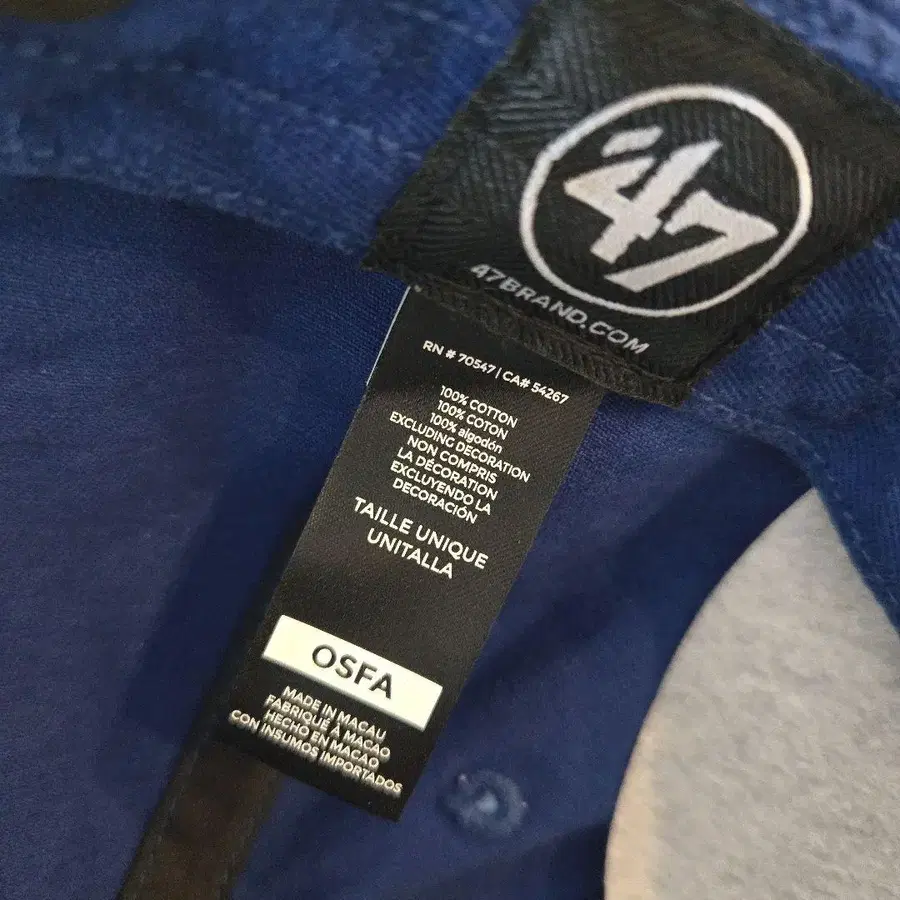 '47
47BRAND.COM
RN # 70547 | CA# 54267
100% COTTON
100% COTON
100% algodón
EXCLUDING DECORATION
NON COMPRIS
LA DÉCORATION
EXCLUYENDO LA
DECORACIÓN
TAILLE UNIQUE
UNITALLA
OSFA
MADE IN MACAU
FABRIQUÉ À MACAO
HECHO EN MACAO
CON INSUMOS IMPORTADOS